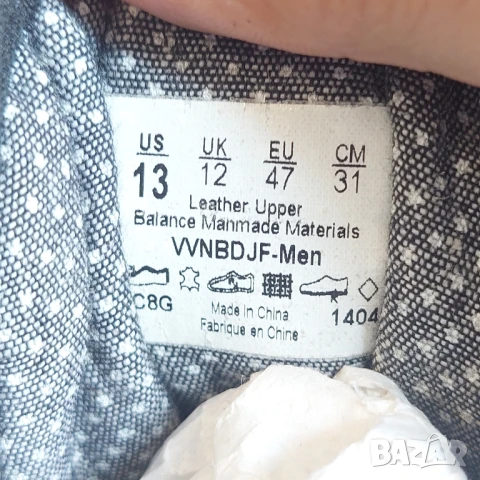 US UK EU CM
13 12 47 31
Leather Upper
Balance Manmade Materials
VVNBDJF-Men
C8G Made in China 1404
Fabrique en Chine
BAZAR